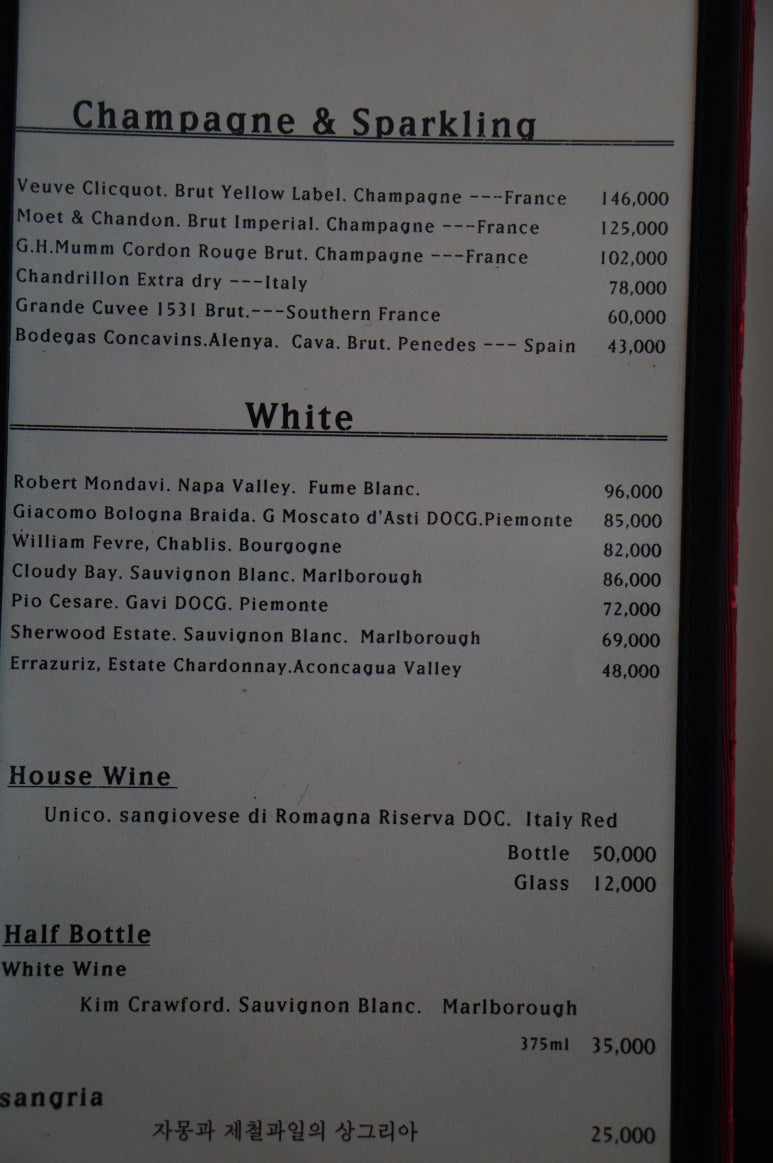 Champagne & Sparkling
Veuve Clicquot. Brut Yellow Label. Champagne ---France 146,000
Moet & Chandon. Brut Imperial. Champagne ---France 125,000
G.H.Mumm Cordon Rouge Brut. Champagne ---France 102,000
Chandrillon Extra dry ---Italy 78,000
Grande Cuvee 1531 Brut.---Southern France 60,000
Bodegas Concavins.Alenya. Cava. Brut. Penedes --- Spain 43,000
White
Robert Mondavi. Napa Valley. Fume Blanc. 96,000
Giacomo Bologna Braida. G Moscato d'Asti DOCG.Piemonte 85,000
William Fevre, Chablis. Bourgogne 82,000
Cloudy Bay. Sauvignon Blanc. Marlborough 86,000
Pio Cesare. Gavi DOCG. Piemonte 72,000
Sherwood Estate. Sauvignon Blanc. Marlborough 69,000
Errazuriz, Estate Chardonnay.Aconcagua Valley 48,000
House Wine
Unico. sangiovese di Romagna Riserva DOC. Italy Red
Bottle 50,000
Glass 12,000
Half Bottle
White Wine
Kim Crawford. Sauvignon Blanc. Marlborough
375ml 35,000
sangria
자몽과 제철과일의 상그리아 25,000